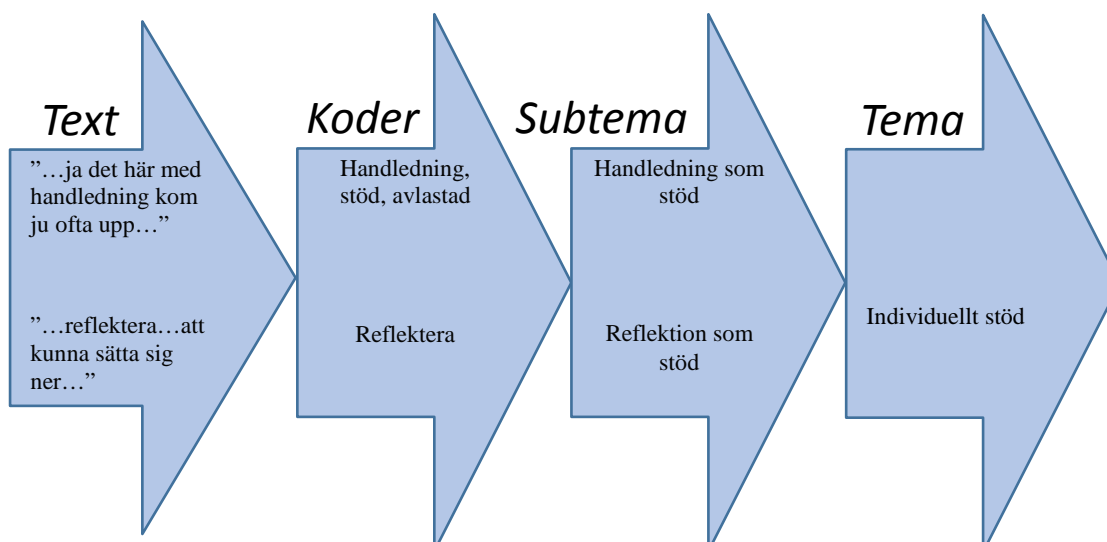 Text
”…ja det här med
handledning kom
ju ofta upp…”
”…reflektera…att
kunna sätta sig
ner…”
Koder
Handledning,
stöd, avlastad
Reflektera
Subtema
Handledning som
stöd
Reflektion som
stöd
Tema
Individuellt stöd